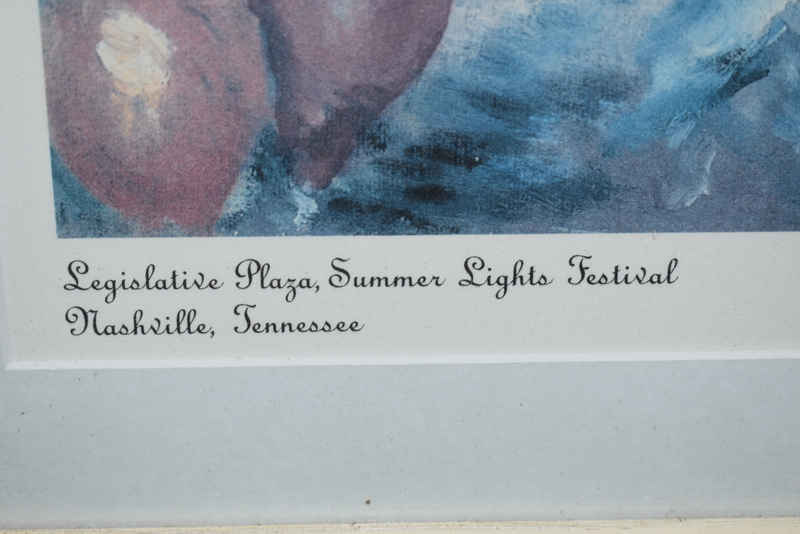 Legislative Plaza, Summer Lights Festival
Nashville, Tennessee